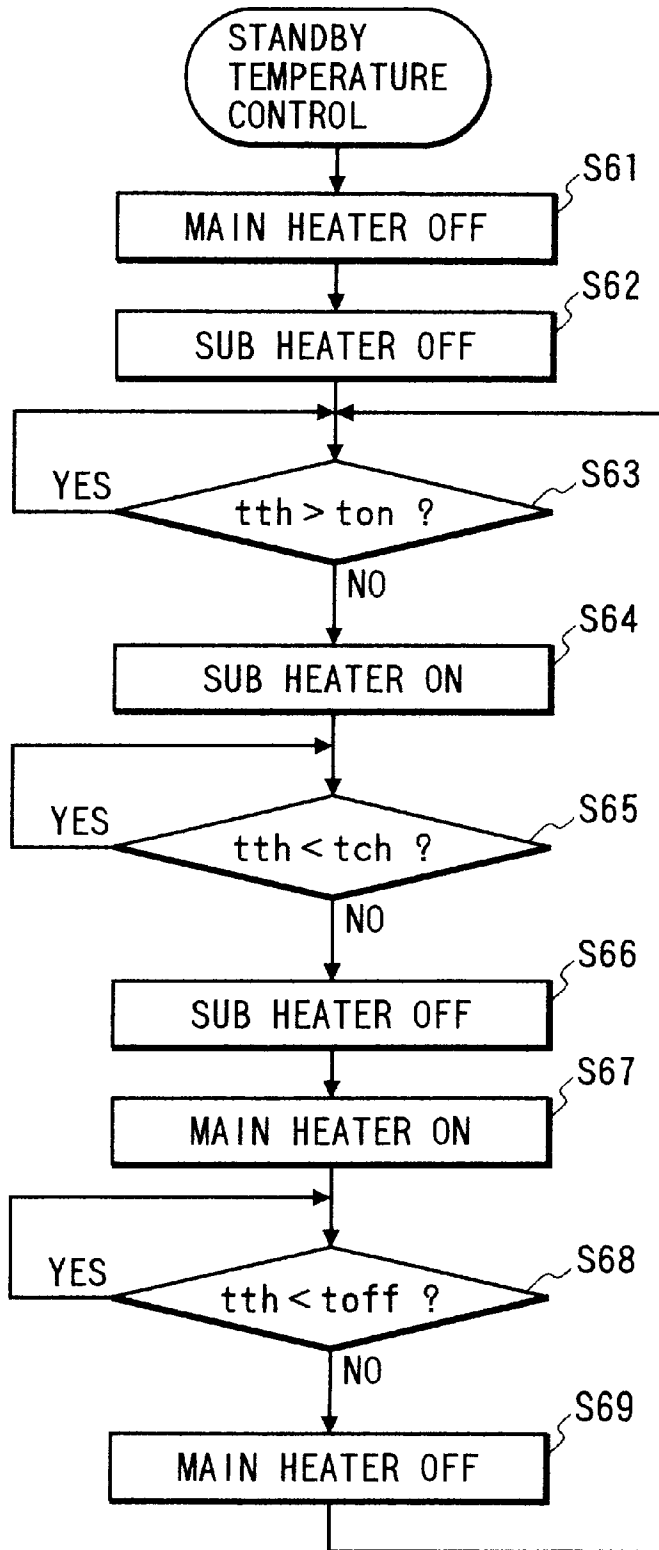 STANDBY
TEMPERATURE
CONTROL
S61
MAIN HEATER OFF
S62
SUB HEATER OFF
YES
S63
tth > ton ?
NO
S64
SUB HEATER ON
YES
S65
tth < tch ?
NO
S66
SUB HEATER OFF
S67
MAIN HEATER ON
YES
S68
tth < toff ?
NO
S69
MAIN HEATER OFF